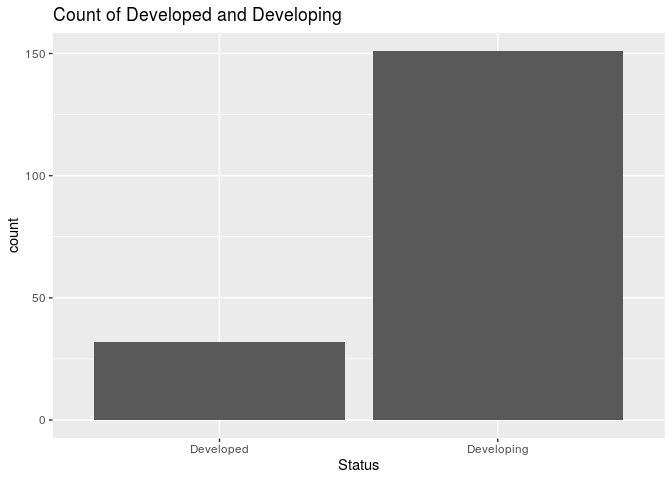 Count of Developed and Developing
150
100
50
0
count
Developed
Developing
Status